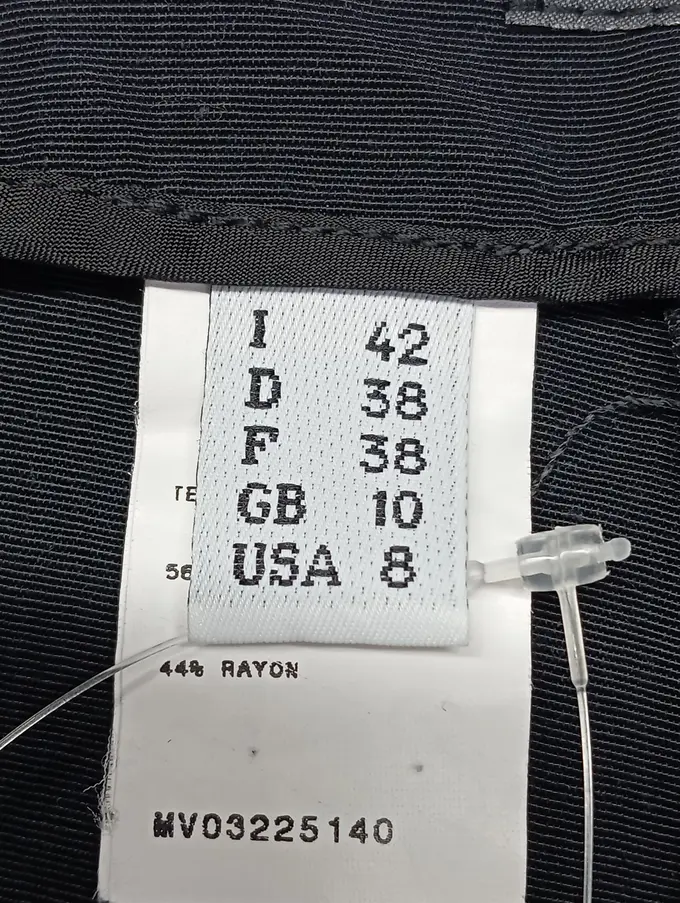 I 42
D 38
F 38
GB 10
USA 8
44% RAYON
MV03225140